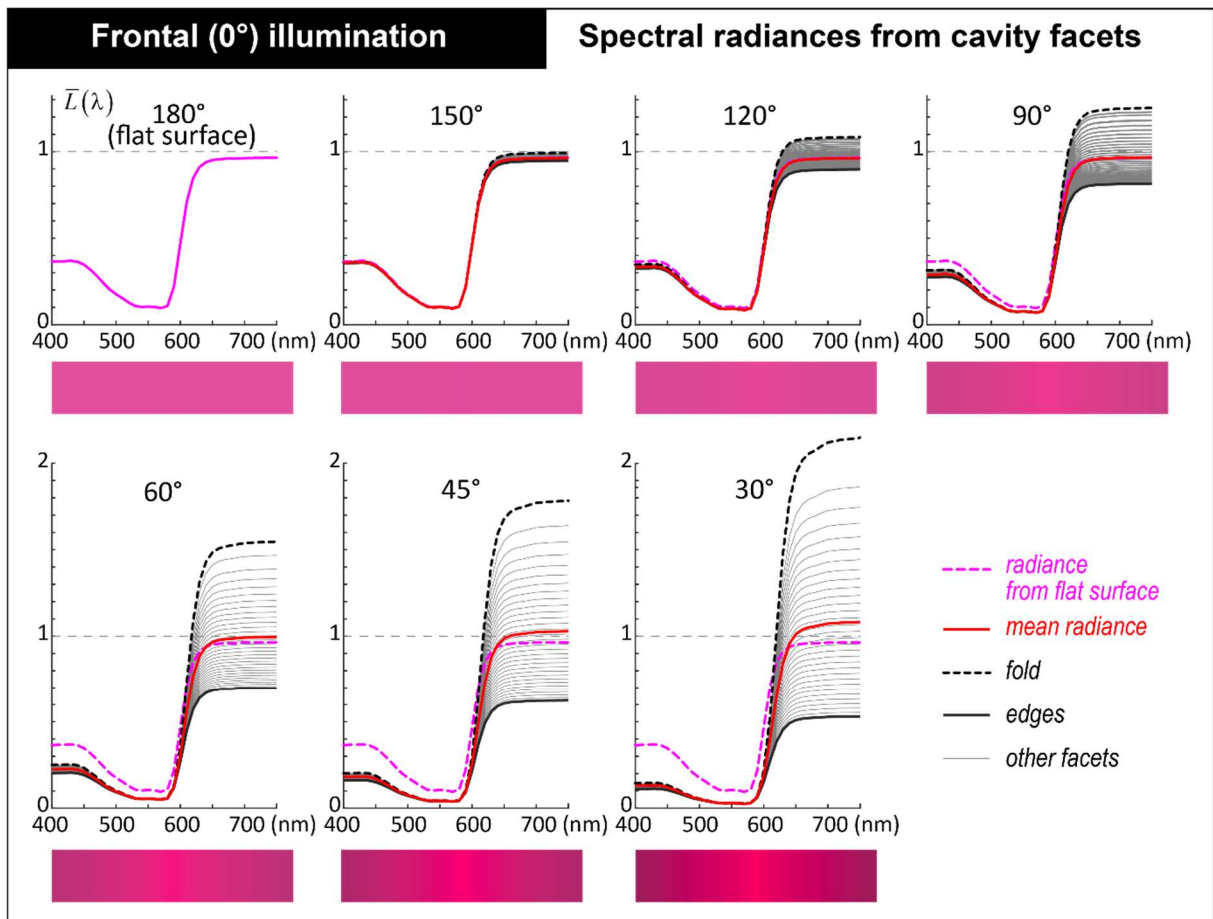 Frontal (0°) illumination
Spectral radiances from cavity facets
L̅(λ)
180°
(flat surface)
1
0
400 500 600 700 (nm)
150°
1
0
400 500 600 700 (nm)
120°
1
0
400 500 600 700 (nm)
90°
1
0
400 500 600 700 (nm)
60°
2
1
0
400 500 600 700 (nm)
45°
2
1
0
400 500 600 700 (nm)
30°
2
1
0
400 500 600 700 (nm)
radiance
from flat surface
mean radiance
fold
edges
other facets